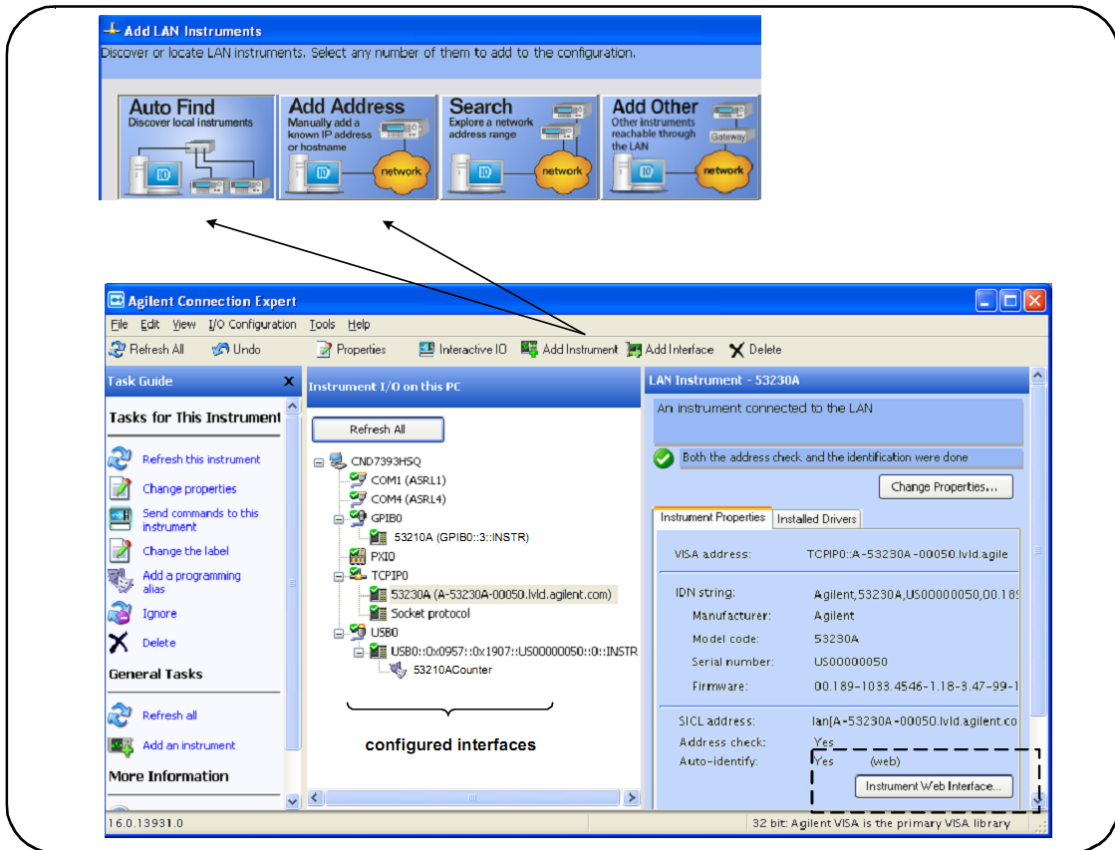 Add LAN Instruments
Discover or locate LAN instruments. Select any number of them to add to the configuration.
Auto Find
Discover local instruments
IO
Add Address
Manually add a
known IP address
or hostname
IO
network
Search
Explore a network
address range
IO
network
Add Other
Other instruments
reachable through
the LAN
Gateway
IO
network
Agilent Connection Expert
File Edit View I/O Configuration Tools Help
Refresh All Undo Properties Interactive IO Add Instrument Add Interface Delete
Task Guide X
Tasks for This Instrument
Refresh this instrument
Change properties
Send commands to this
instrument
Change the label
Add a programming
alias
Ignore
Delete
General Tasks
Refresh all
Add an instrument
More Information
Instrument I/O on this PC
Refresh All
CND7393HSQ
COM1 (ASRL1)
COM4 (ASRL4)
GPIB0
53210A (GPIB0::3::INSTR)
PXI0
TCPIP0
53230A (A-53230A-00050.lvld.agilent.com)
Socket protocol
USB0
USB0::0x0957::0x1907::US00000050::0::INSTR
53210ACounter
configured interfaces
LAN Instrument - 53230A
An instrument connected to the LAN
Both the address check and the identification were done
Change Properties...
Instrument Properties Installed Drivers
VISA address: TCPIP0::A-53230A-00050.lvld.agile
IDN string: Agilent,53230A,US00000050,00.189
Manufacturer: Agilent
Model code: 53230A
Serial number: US00000050
Firmware: 00.189-1033.4546-1.18-3.47-99-1
SICL address: lan[A-53230A-00050.lvld.agilent.co
Address check: Yes
Auto-identify: Yes (web)
Instrument Web Interface...
16.0.13931.0
32 bit: Agilent VISA is the primary VISA library